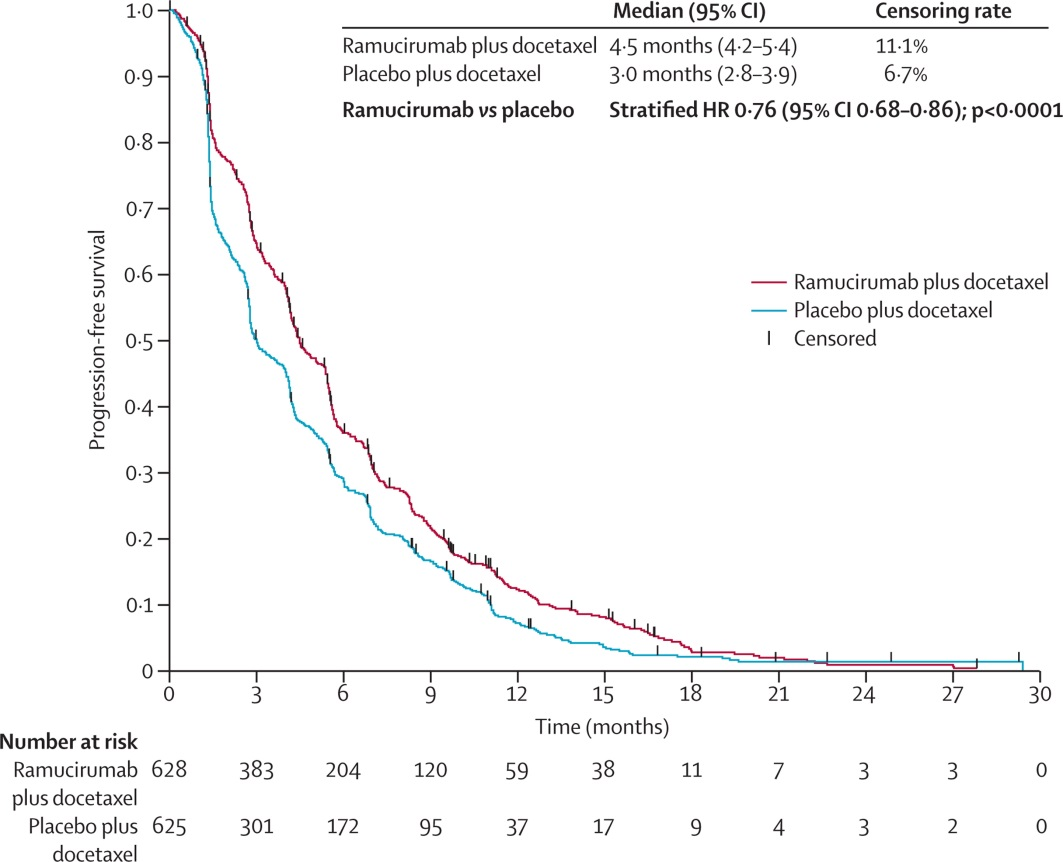 Median (95% CI) Censoring rate
Ramucirumab plus docetaxel 4·5 months (4·2–5·4) 11·1%
Placebo plus docetaxel 3·0 months (2·8–3·9) 6·7%
Ramucirumab vs placebo Stratified HR 0·76 (95% CI 0·68–0·86); p<0·0001
Progression-free survival
1·0
0·9
0·8
0·7
0·6
0·5
0·4
0·3
0·2
0·1
0
Ramucirumab plus docetaxel
Placebo plus docetaxel
Censored
0 3 6 9 12 15 18 21 24 27 30
Time (months)
Number at risk
Ramucirumab 628 383 204 120 59 38 11 7 3 3 0
plus docetaxel
Placebo plus 625 301 172 95 37 17 9 4 3 2 0
docetaxel